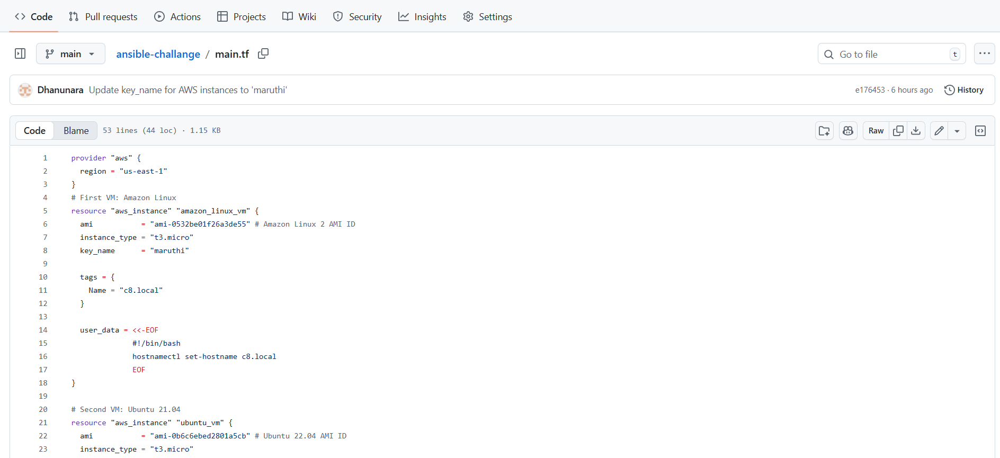 Code Pull requests Actions Projects Wiki Security Insights Settings
main ansible-challange / main.tf Go to file t
Dhanunara Update key_name for AWS instances to 'maruthi' e176453 · 6 hours ago History
Code Blame 53 lines (44 loc) · 1.15 KB Raw
1 provider "aws" {
2   region = "us-east-1"
3 }
4 # First VM: Amazon Linux
5 resource "aws_instance" "amazon_linux_vm" {
6   ami           = "ami-0532be01f26a3de55" # Amazon Linux 2 AMI ID
7   instance_type = "t3.micro"
8   key_name      = "maruthi"
9
10   tags = {
11     Name = "c8.local"
12   }
13
14   user_data = <<-EOF
15               #!/bin/bash
16               hostnamectl set-hostname c8.local
17               EOF
18 }
19
20 # Second VM: Ubuntu 21.04
21 resource "aws_instance" "ubuntu_vm" {
22   ami           = "ami-0b6c6ebed2801a5cb" # Ubuntu 22.04 AMI ID
23   instance_type = "t3.micro"